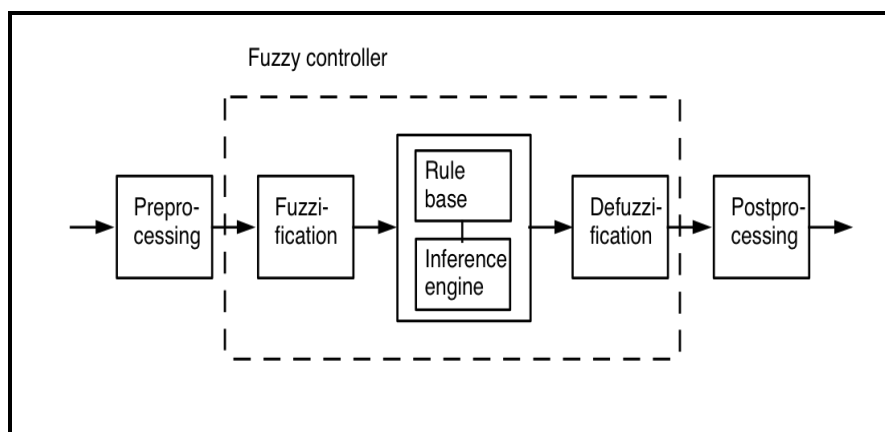 Fuzzy controller
Prepro-
cessing
Fuzzi-
fication
Rule
base
Inference
engine
Defuzzi-
fication
Postpro-
cessing